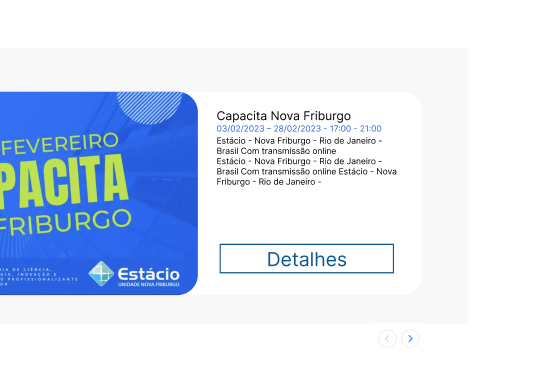 FEVEREIRO
PACITA
FRIBURGO
IA DE CIÊNCIA,
IA, INOVAÇÃO E
O PROFISSIONALIZANTE
Estácio
UNIDADE NOVA FRIBURGO
Capacita Nova Friburgo
03/02/2023 – 28/02/2023 - 17:00 - 21:00
Estácio - Nova Friburgo - Rio de Janeiro -
Brasil Com transmissão online
Estácio - Nova Friburgo - Rio de Janeiro -
Brasil Com transmissão online Estácio - Nova
Friburgo - Rio de Janeiro -
Detalhes